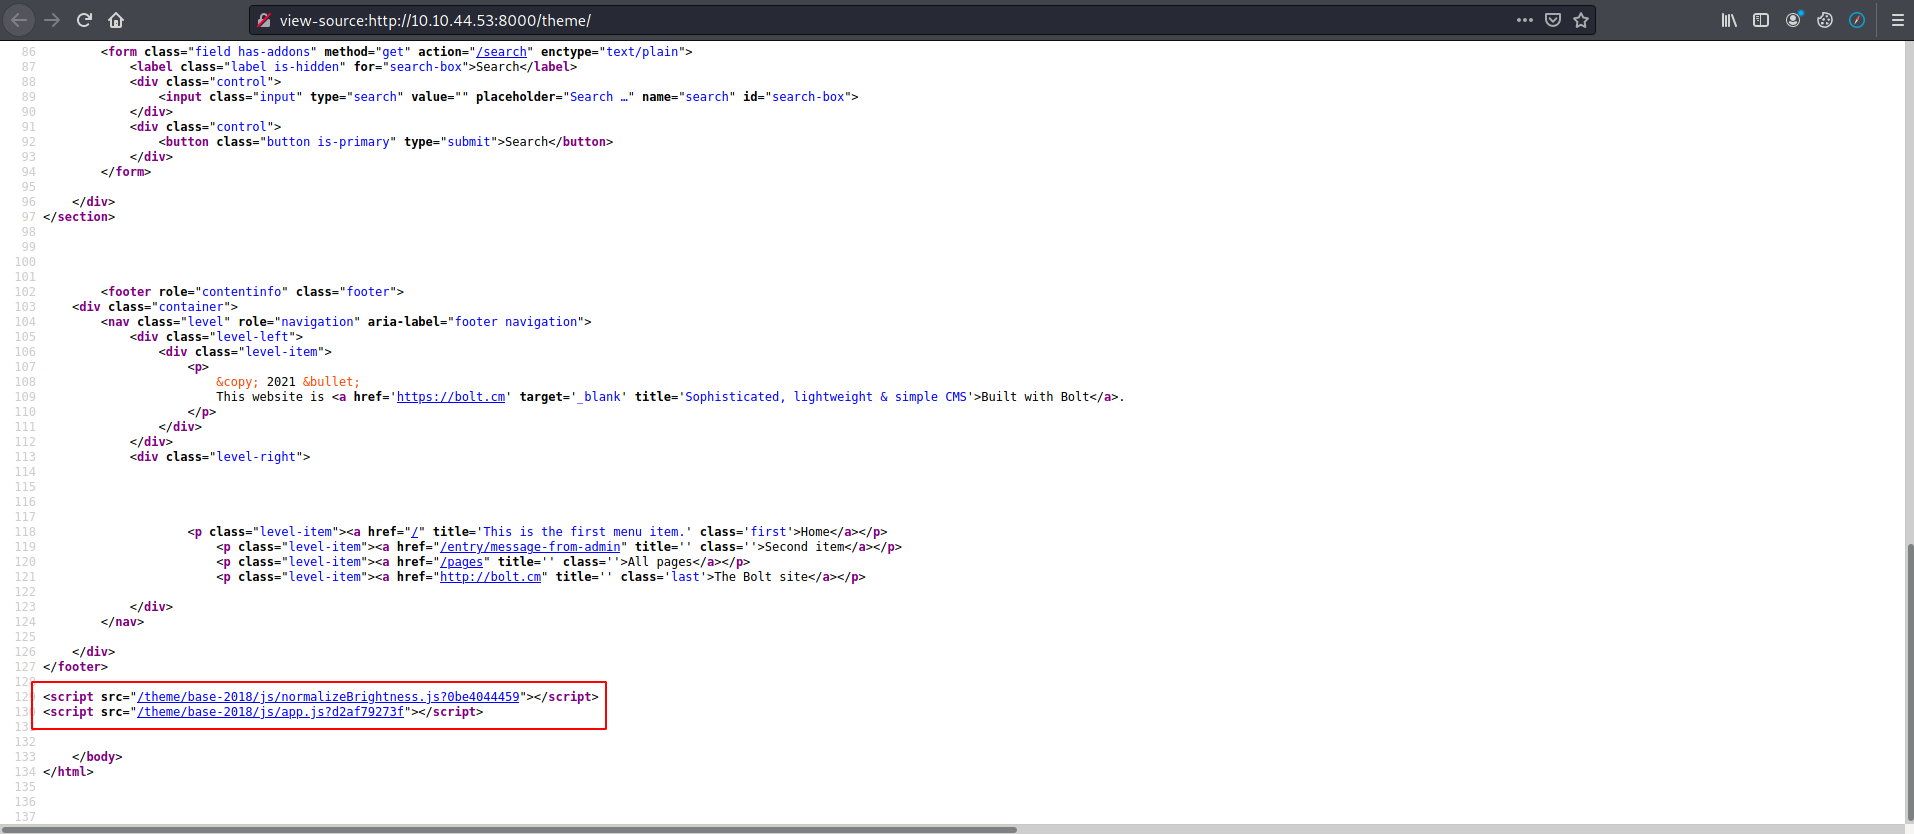 view-source:http://10.10.44.53:8000/theme/
86 <form class="field has-addons" method="get" action="/search" enctype="text/plain">
87 <label class="label is-hidden" for="search-box">Search</label>
88 <div class="control">
89 <input class="input" type="search" value="" placeholder="Search …" name="search" id="search-box">
90 </div>
91 <div class="control">
92 <button class="button is-primary" type="submit">Search</button>
93 </div>
94 </form>
95
96 </div>
97 </section>
98
99
100
101
102 <footer role="contentinfo" class="footer">
103 <div class="container">
104 <nav class="level" role="navigation" aria-label="footer navigation">
105 <div class="level-left">
106 <div class="level-item">
107 <p>
108 &copy; 2021 &bullet;
109 This website is <a href='https://bolt.cm' target='_blank' title='Sophisticated, lightweight & simple CMS'>Built with Bolt</a>.
110 </p>
111 </div>
112 </div>
113 <div class="level-right">
114
115
116
117
118 <p class="level-item"><a href="/" title='This is the first menu item.' class='first'>Home</a></p>
119 <p class="level-item"><a href="/entry/message-from-admin" title='' class=''>Second item</a></p>
120 <p class="level-item"><a href="/pages" title='' class=''>All pages</a></p>
121 <p class="level-item"><a href="http://bolt.cm" title='' class='last'>The Bolt site</a></p>
122
123 </div>
124 </nav>
125
126 </div>
127 </footer>
128
129 <script src="/theme/base-2018/js/normalizeBrightness.js?0be4044459"></script>
130 <script src="/theme/base-2018/js/app.js?d2af79273f"></script>
131
132
133 </body>
134 </html>
135
136
137